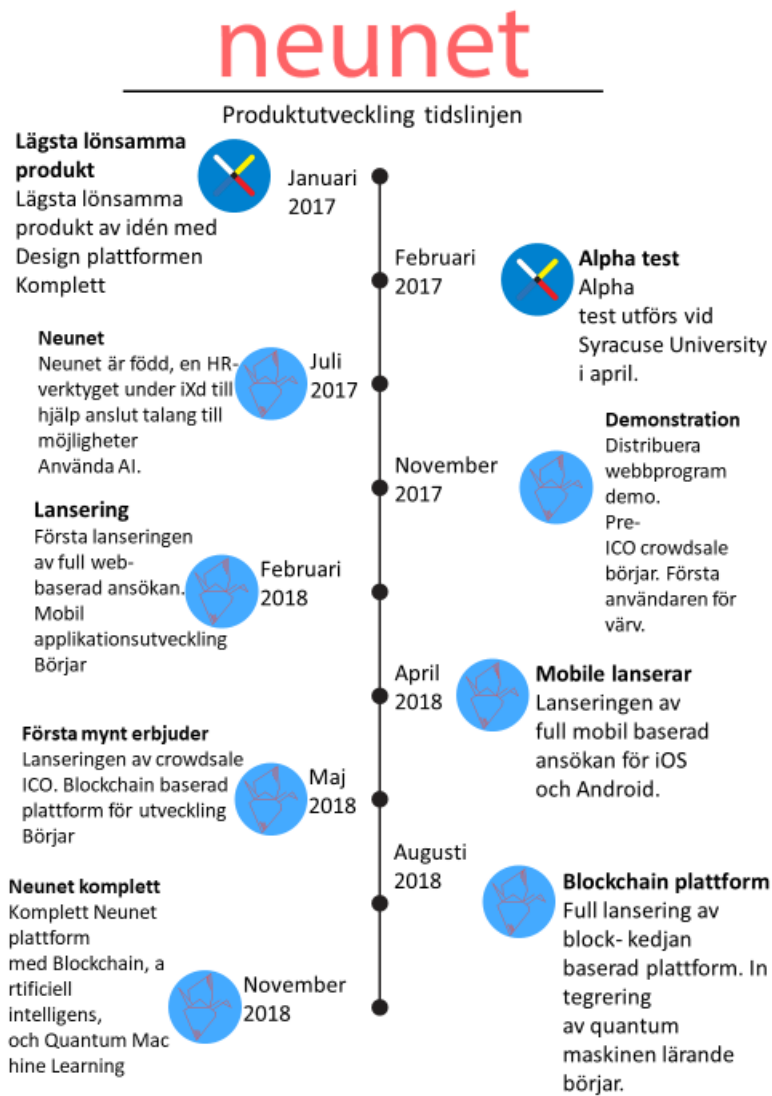 neunet
Produktutveckling tidslinjen
Lägsta lönsamma
produkt
Lägsta lönsamma
produkt av idén med
Design plattformen
Komplett
Januari
2017
Februari
2017
Alpha test
Alpha
test utförs vid
Syracuse University
i april.
Neunet
Neunet är född, en HR-
verktyget under iXd till
hjälp anslut talang till
möjligheter
Använda AI.
Juli
2017
November
2017
Demonstration
Distribuera
webbprogram
demo.
Pre-
ICO crowdsale
börjar. Första
användaren för
värv.
Lansering
Första lanseringen
av full web-
baserad ansökan.
Mobil
applikationsutveckling
Börjar
Februari
2018
April
2018
Mobile lanserar
Lanseringen av
full mobil baserad
ansökan för iOS
och Android.
Första mynt erbjuder
Lanseringen av crowdsale
ICO. Blockchain baserad
plattform för utveckling
Börjar
Maj
2018
Augusti
2018
Blockchain plattform
Full lansering av
block- kedjan
baserad plattform. In
tegrering
av quantum
maskinen lärande
börjar.
Neunet komplett
Komplett Neunet
plattform
med Blockchain, a
rtificiell
intelligens,
och Quantum Mac
hine Learning
November
2018